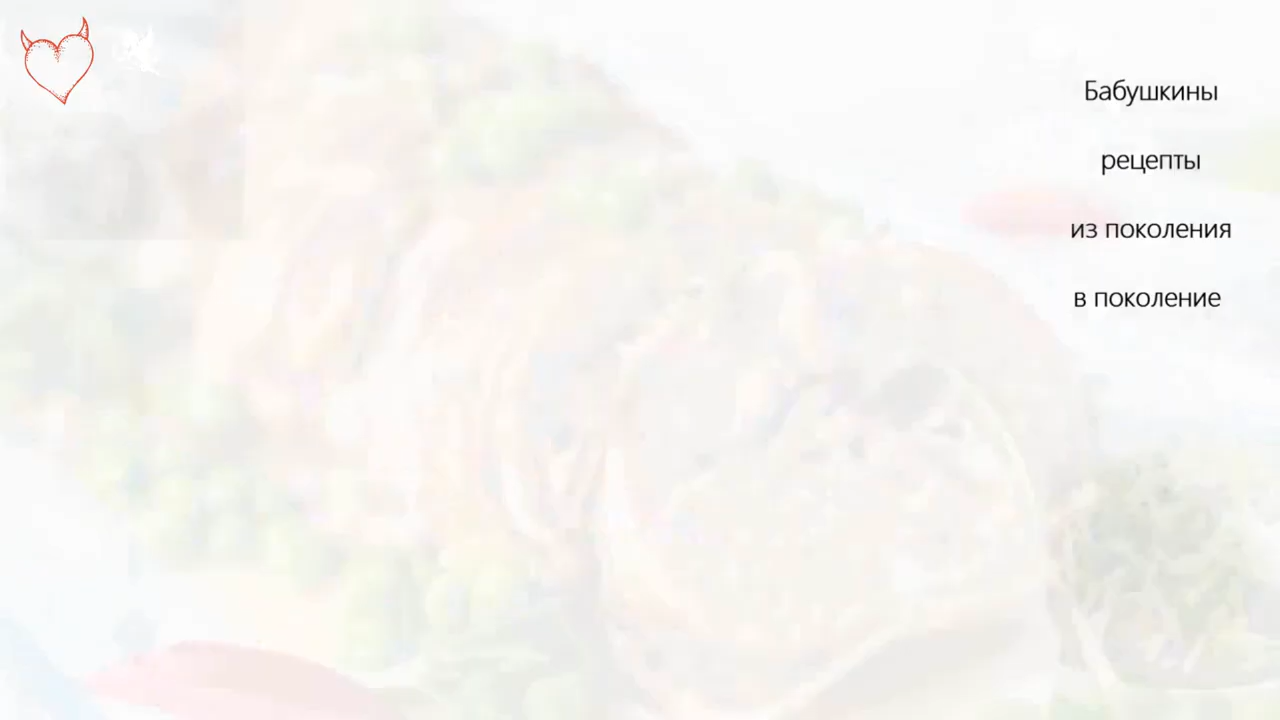 Бабушкины
рецепты
из поколения
в поколение